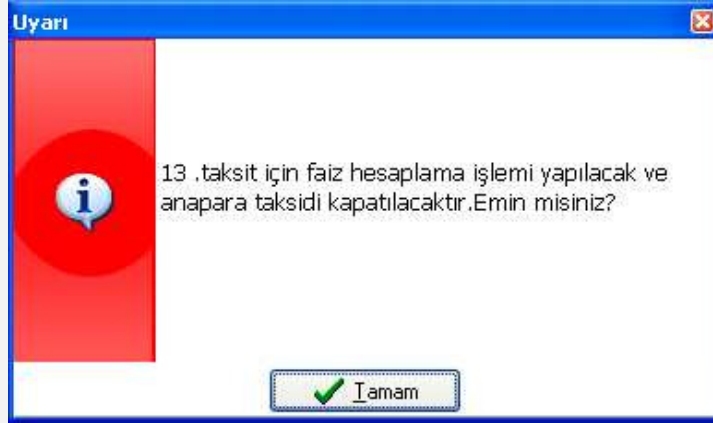 Uyarı
13 .taksit için faiz hesaplama işlemi yapılacak ve
anapara taksidi kapatılacaktır.Emin misiniz?
Tamam